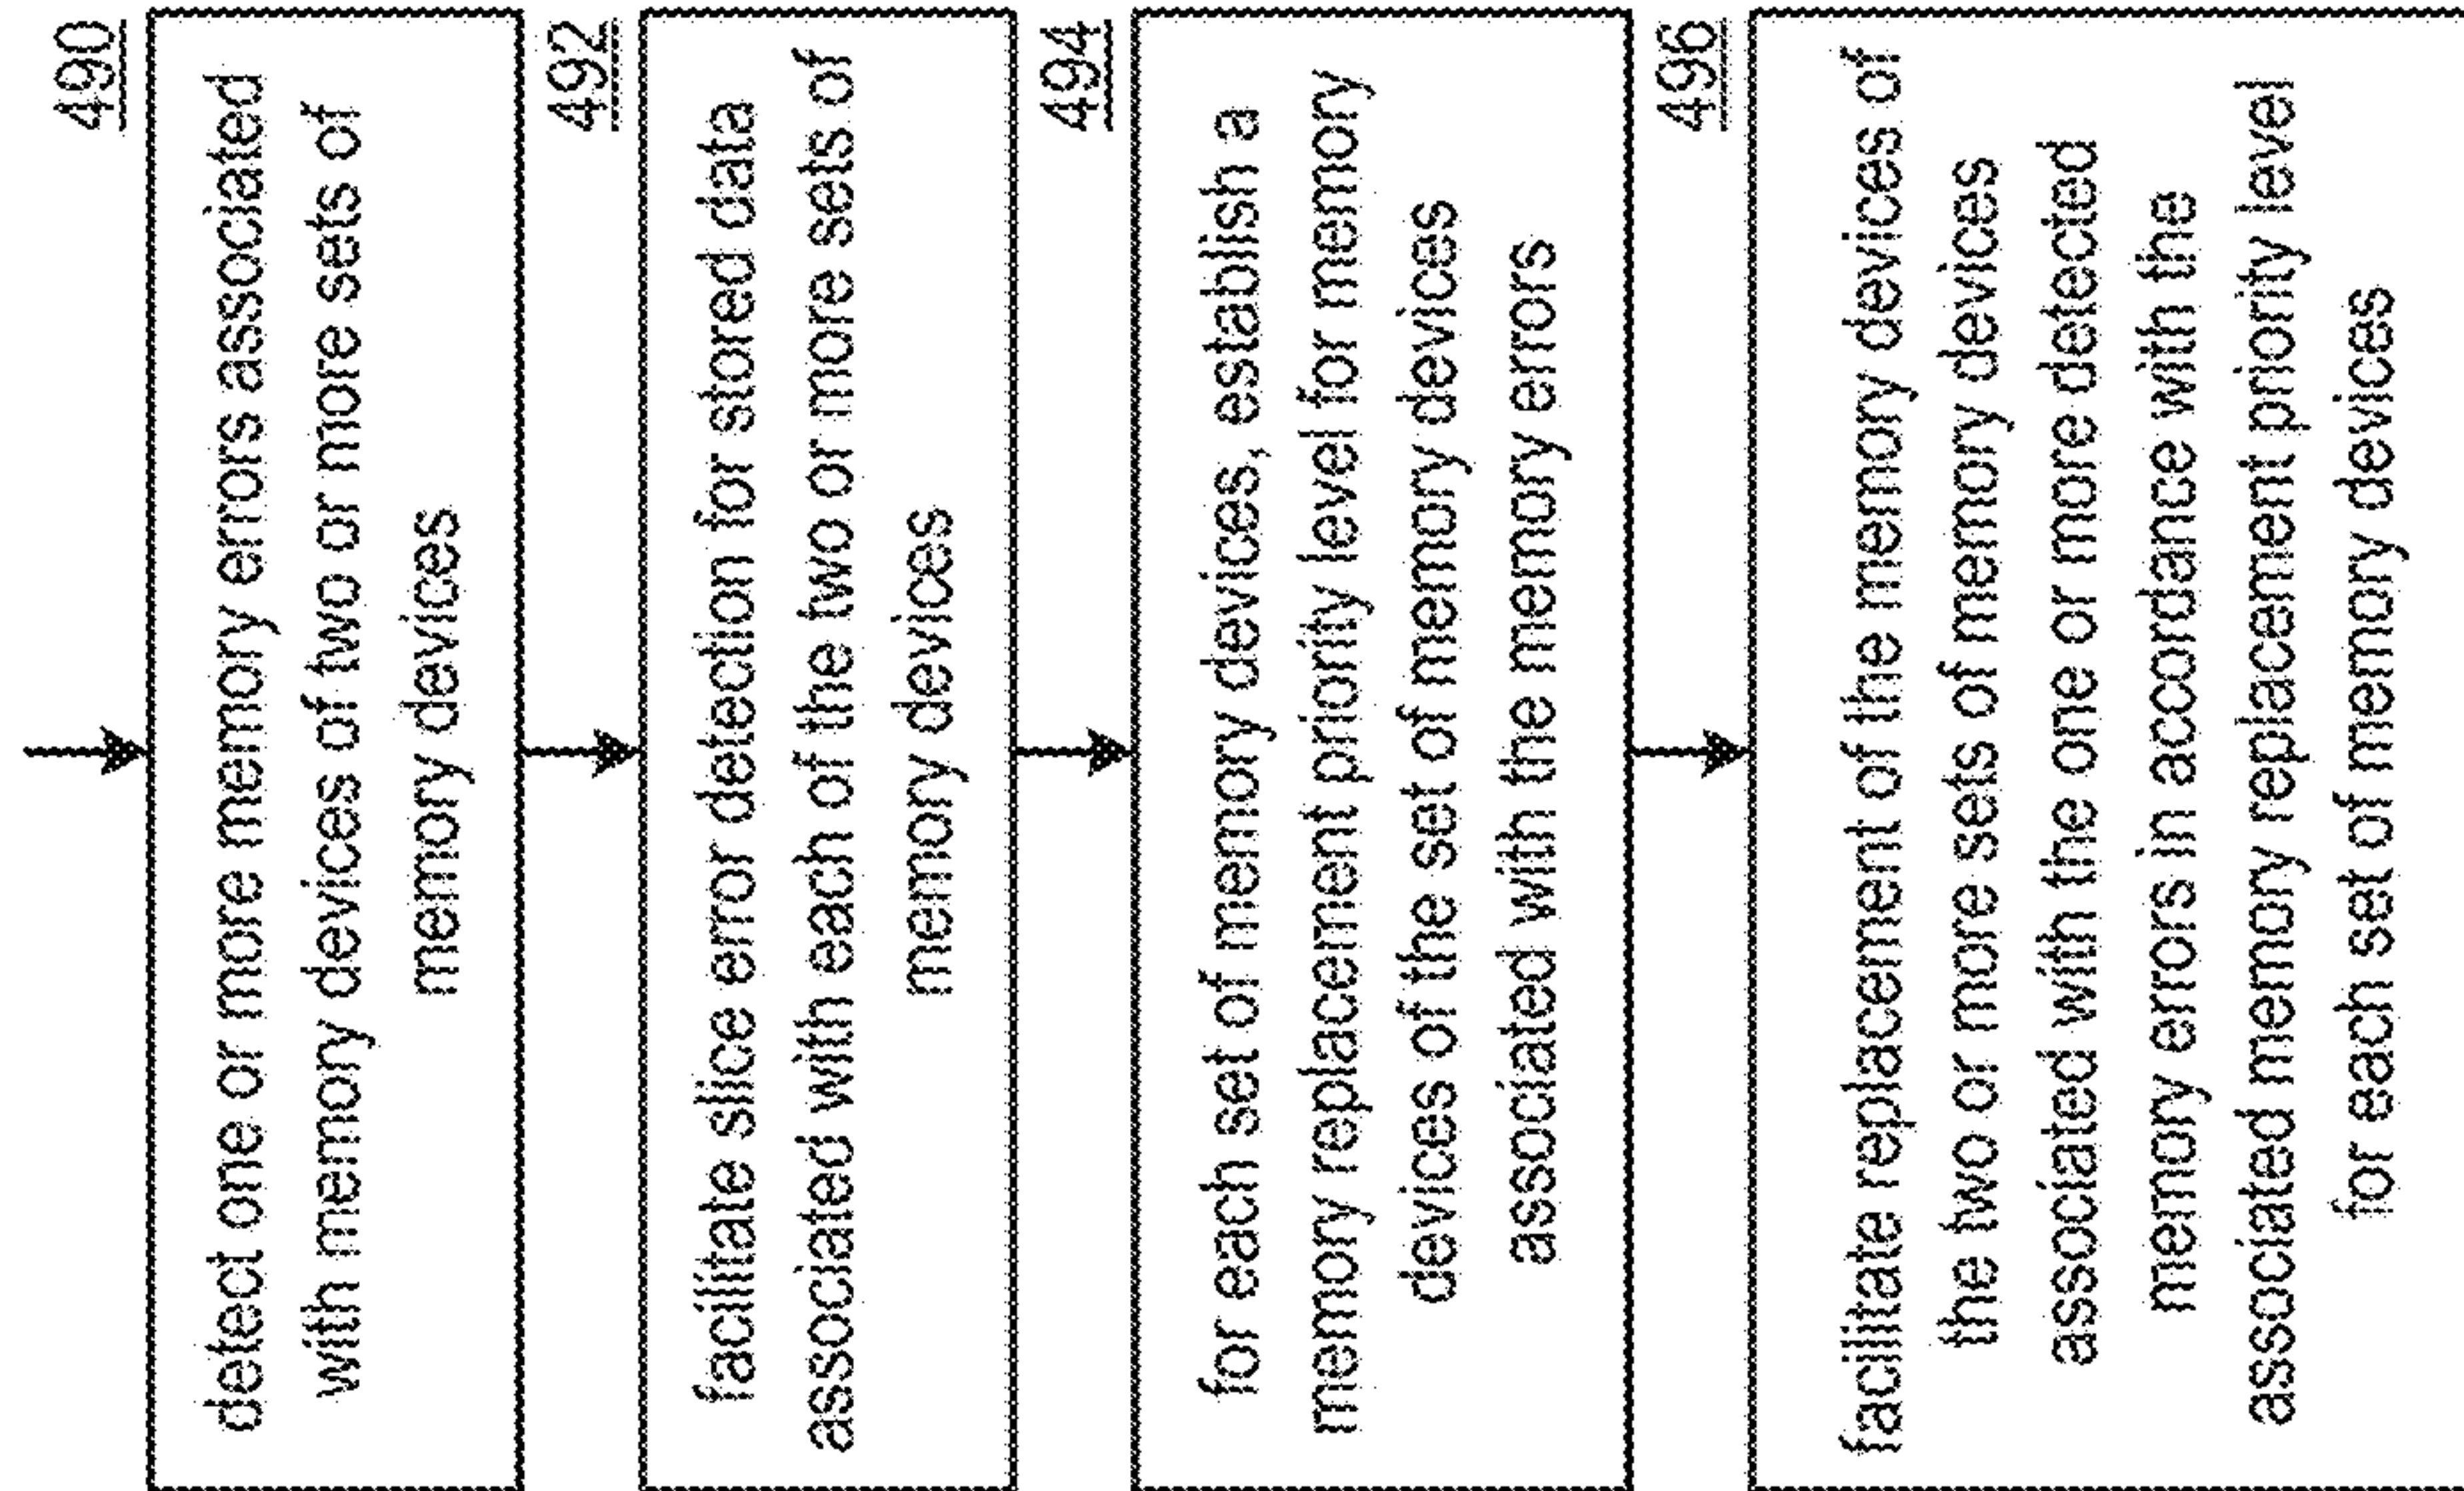 490
detect one or more memory errors associated
with memory devices of two or more sets of
memory devices
492
facilitate slice error detection for stored data
associated with each of the two or more sets of
memory devices
494
for each set of memory devices, establish a
memory replacement priority level for memory
devices of the set of memory devices
associated with the memory errors
496
facilitate replacement of the memory devices of
the two or more sets of memory devices
associated with the one or more detected
memory errors in accordance with the
associated memory replacement priority level
for each set of memory devices